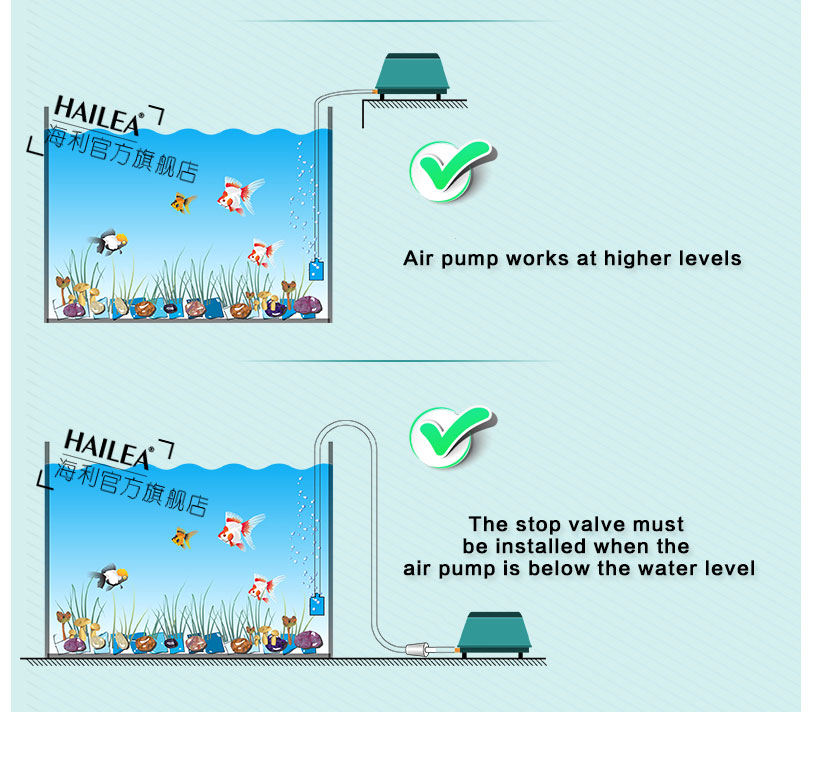 HAILEA®
海利官方旗舰店
Air pump works at higher levels
HAILEA®
海利官方旗舰店
The stop valve must
be installed when the
air pump is below the water level